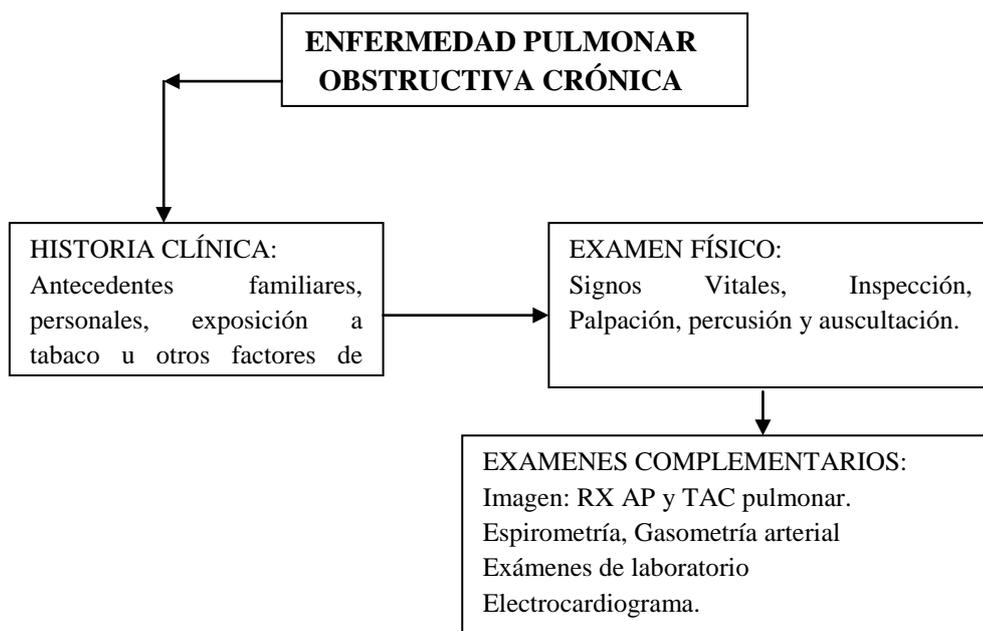 ENFERMEDAD PULMONAR
OBSTRUCTIVA CRÓNICA
HISTORIA CLÍNICA:
Antecedentes familiares,
personales, exposición a
tabaco u otros factores de
EXAMEN FÍSICO:
Signos Vitales, Inspección,
Palpación, percusión y auscultación.
EXAMENES COMPLEMENTARIOS:
Imagen: RX AP y TAC pulmonar.
Espirometría, Gasometría arterial
Exámenes de laboratorio
Electrocardiograma.